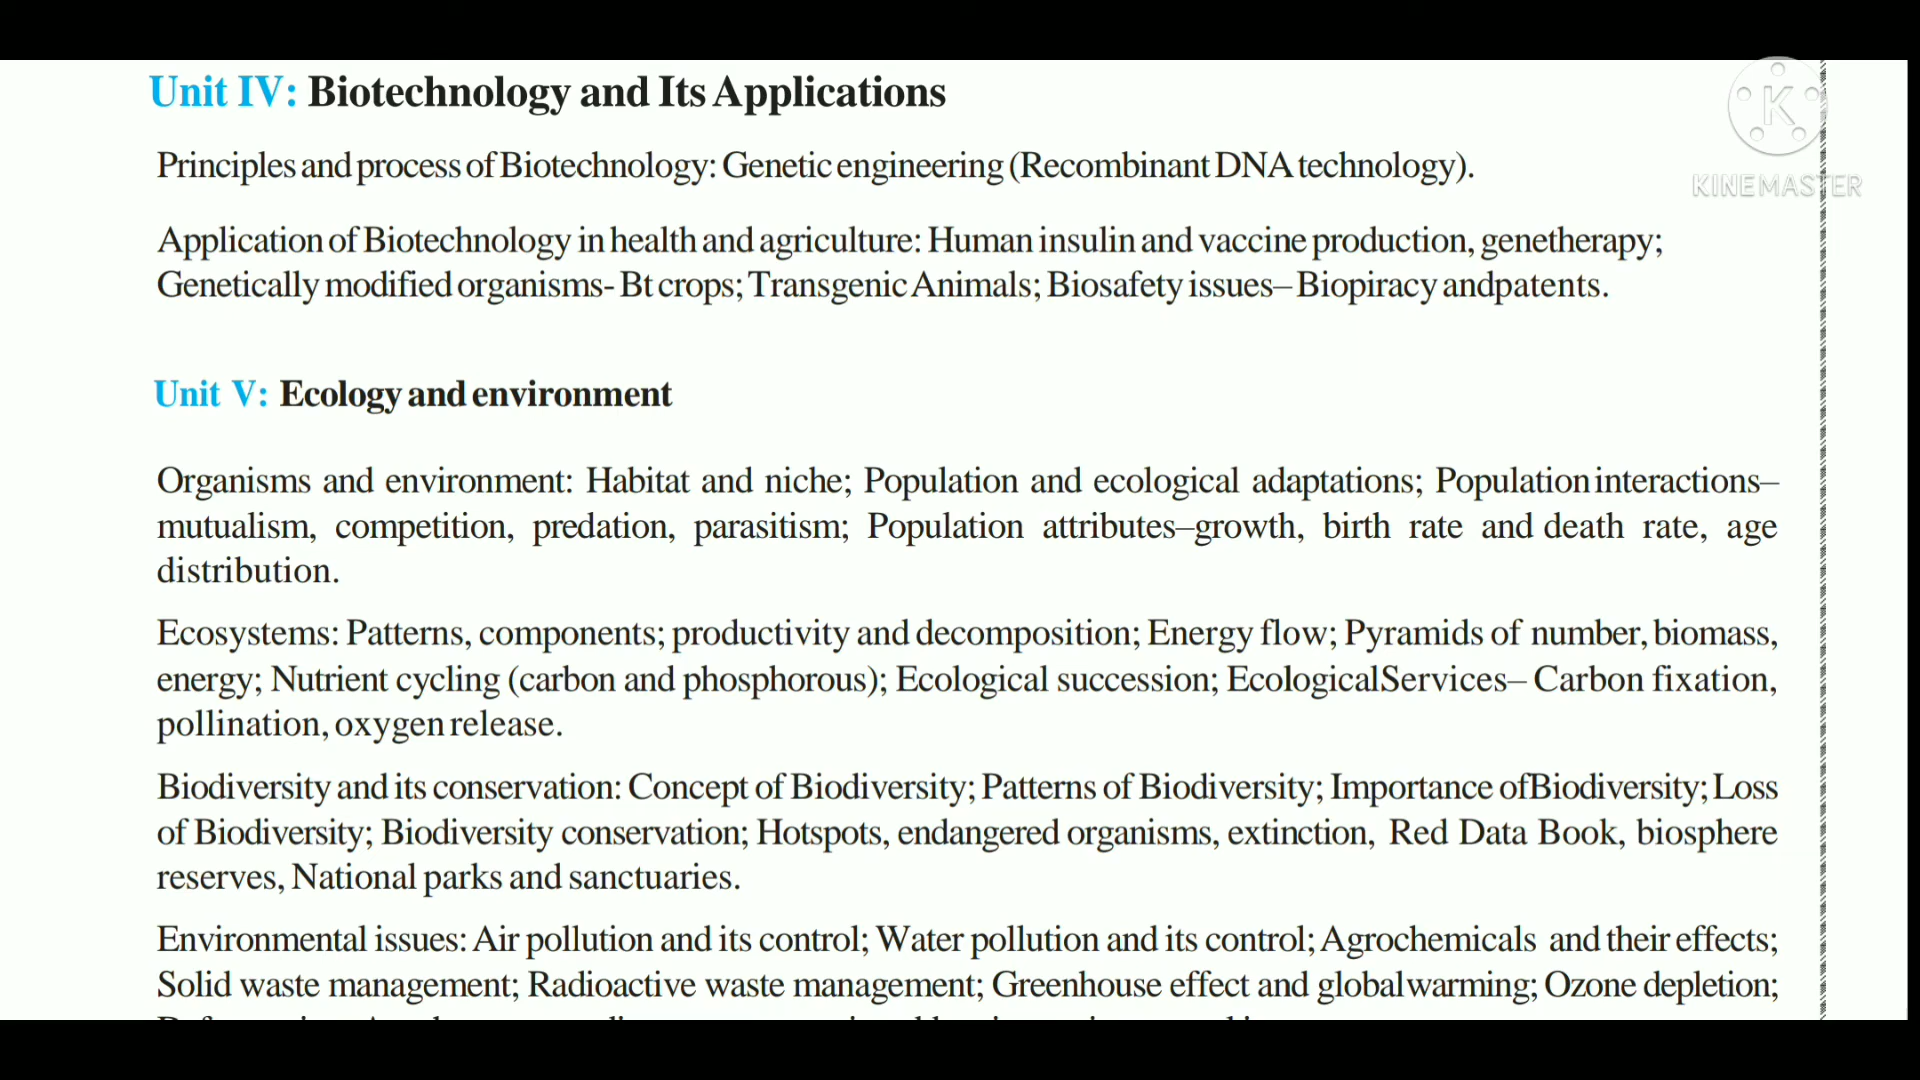 Unit IV: Biotechnology and Its Applications
KINEMASTER
Principles and process of Biotechnology: Genetic engineering (Recombinant DNA technology).
Application of Biotechnology in health and agriculture: Human insulin and vaccine production, genetherapy;
Genetically modified organisms- Bt crops; Transgenic Animals; Biosafety issues– Biopiracy andpatents.
Unit V: Ecology and environment
Organisms and environment: Habitat and niche; Population and ecological adaptations; Population interactions–
mutualism, competition, predation, parasitism; Population attributes–growth, birth rate and death rate, age
distribution.
Ecosystems: Patterns, components; productivity and decomposition; Energy flow; Pyramids of number, biomass,
energy; Nutrient cycling (carbon and phosphorous); Ecological succession; EcologicalServices– Carbon fixation,
pollination, oxygen release.
Biodiversity and its conservation: Concept of Biodiversity; Patterns of Biodiversity; Importance ofBiodiversity; Loss
of Biodiversity; Biodiversity conservation; Hotspots, endangered organisms, extinction, Red Data Book, biosphere
reserves, National parks and sanctuaries.
Environmental issues: Air pollution and its control; Water pollution and its control; Agrochemicals and their effects;
Solid waste management; Radioactive waste management; Greenhouse effect and globalwarming; Ozone depletion;